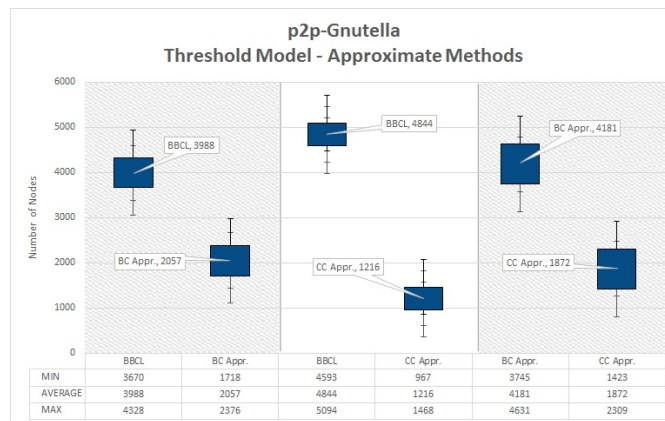 p2p-Gnutella
Threshold Model - Approximate Methods
6000
5000
4000
3000
2000
1000
0
Number of Nodes
BBCL, 3988
BC Appr., 2057
BBCL, 4844
CC Appr., 1216
BC Appr., 4181
CC Appr., 1872
BBCL BC Appr. BBCL CC Appr. BC Appr. CC Appr.
MIN 3670 1718 4593 967 3745 1423
AVERAGE 3988 2057 4844 1216 4181 1872
MAX 4328 2376 5094 1468 4631 2309